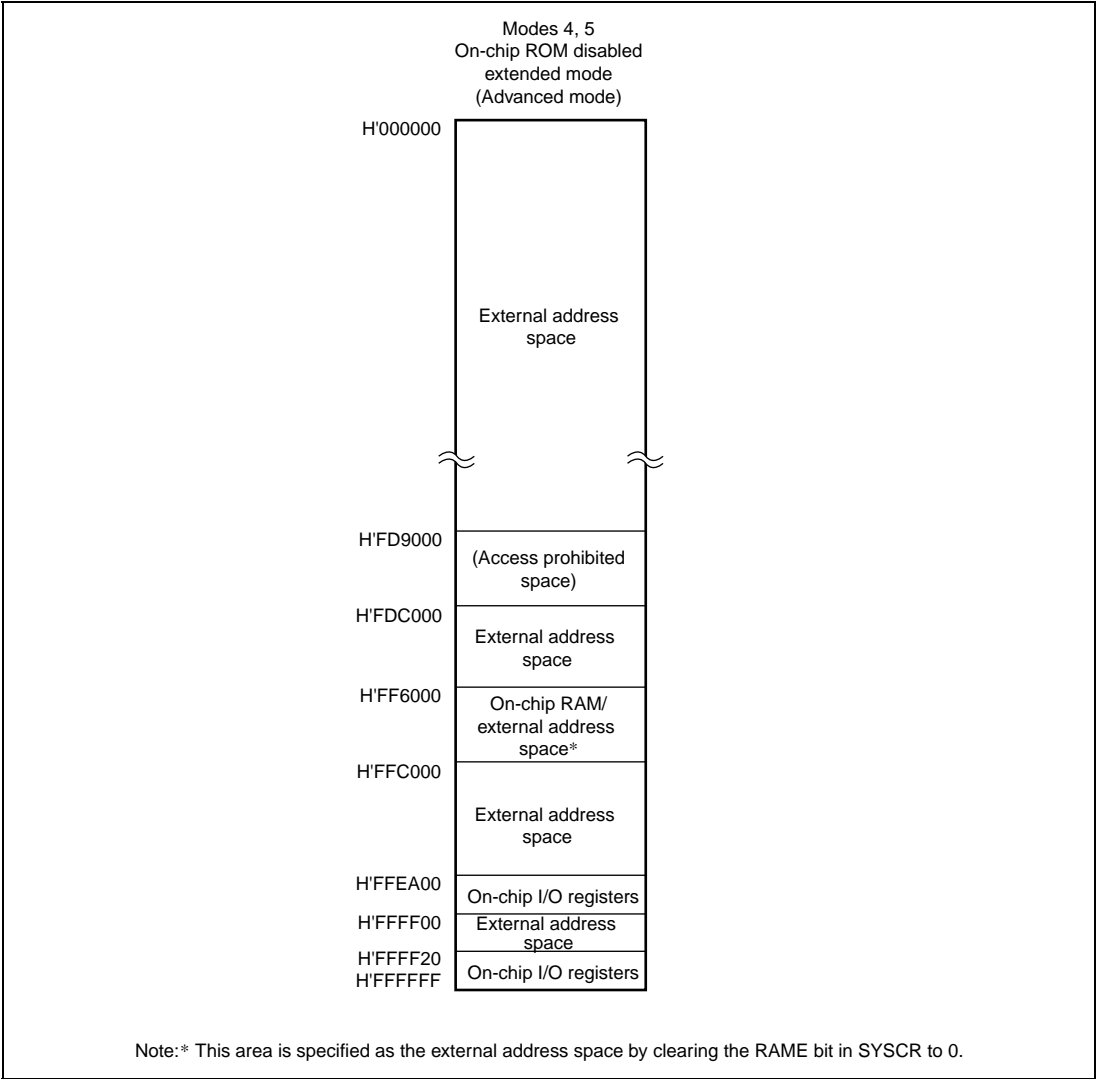 Modes 4, 5
On-chip ROM disabled
extended mode
(Advanced mode)
H'000000
External address
space
H'FD9000
(Access prohibited
space)
H'FDC000
External address
space
H'FF6000
On-chip RAM/
external address
space*
H'FFC000
External address
space
H'FFEA00
On-chip I/O registers
H'FFFF00
External address
space
H'FFFF20
On-chip I/O registers
H'FFFFFF
Note:* This area is specified as the external address space by clearing the RAME bit in SYSCR to 0.